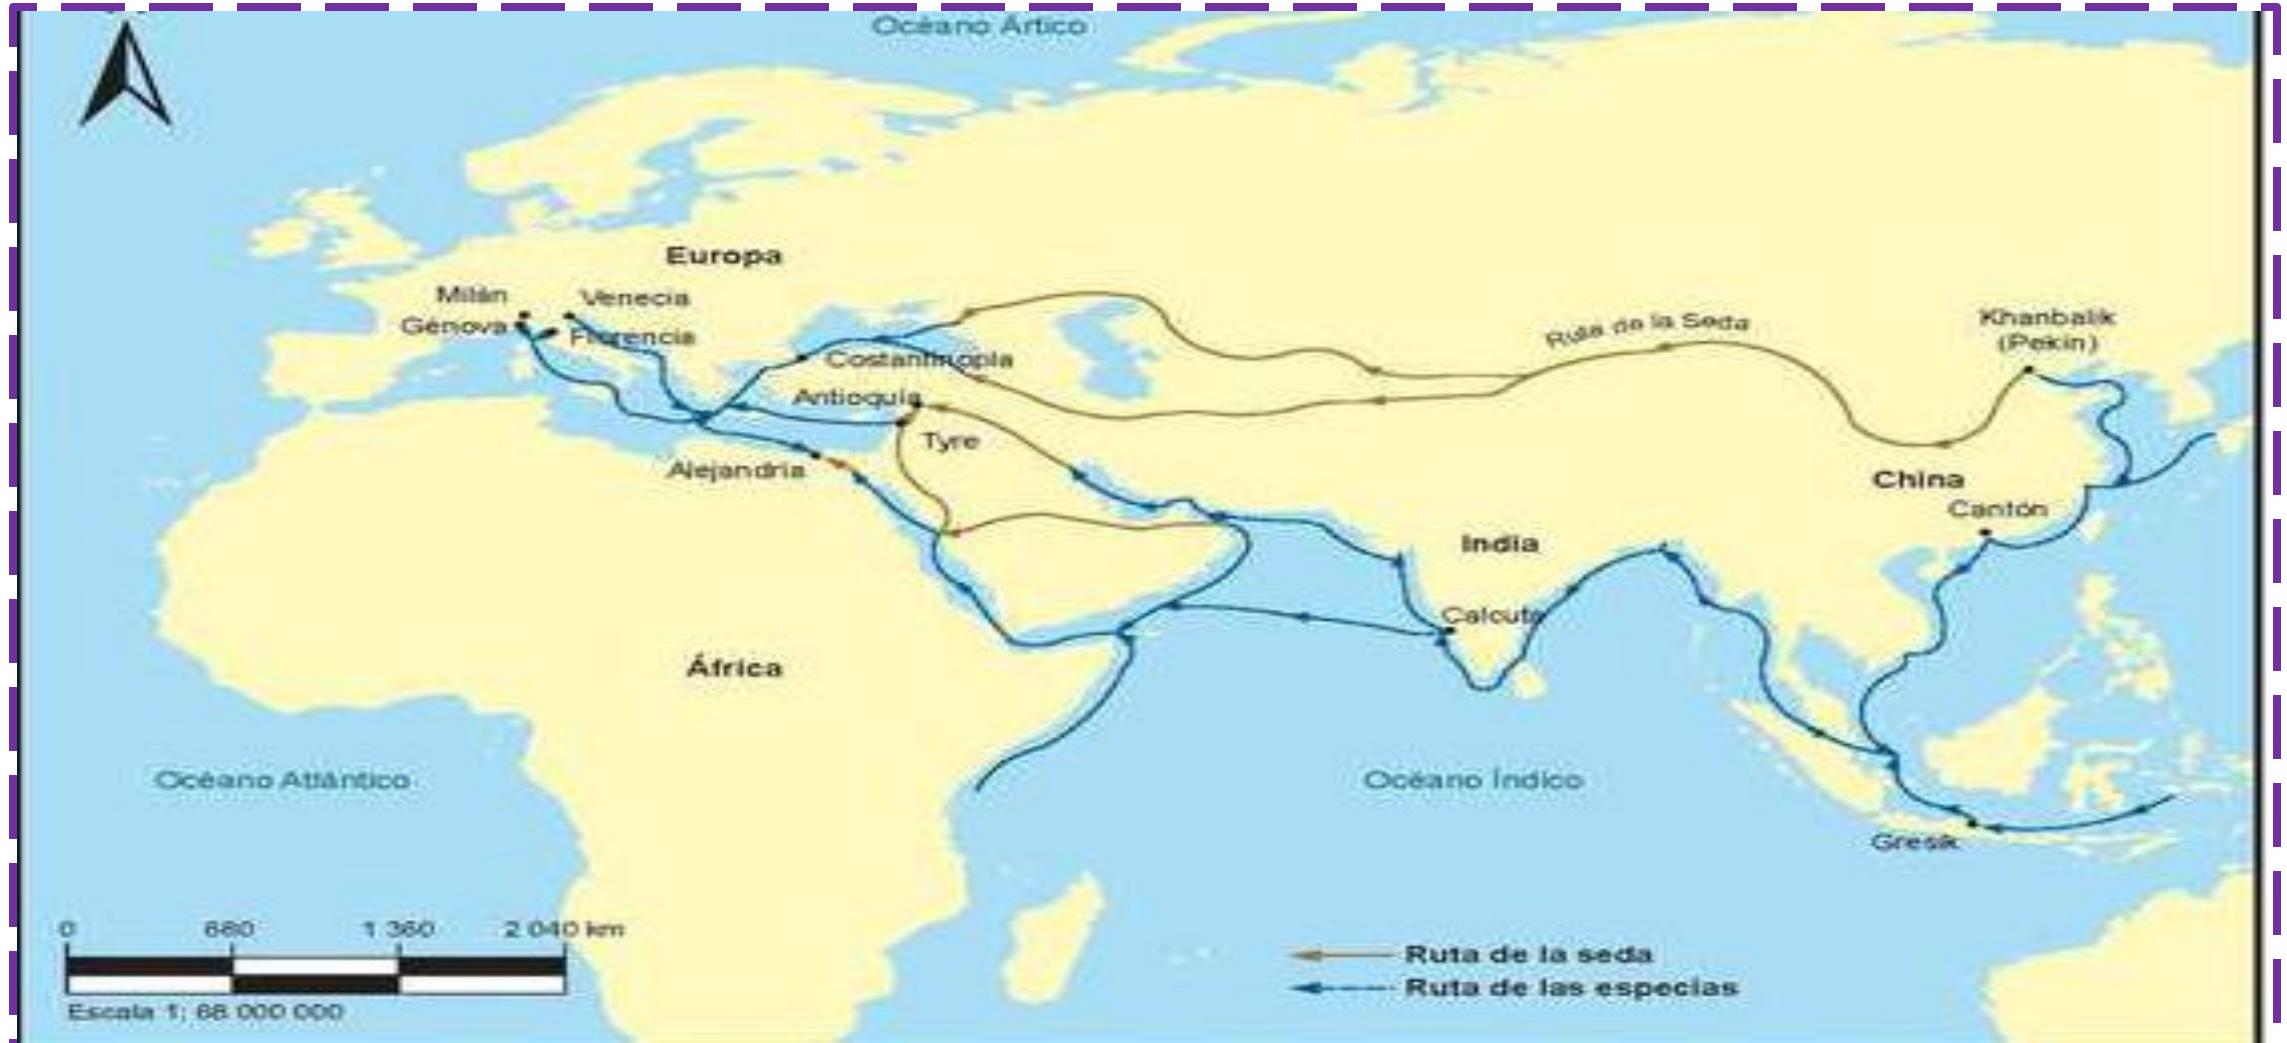 Océano Ártico
Europa
Milán
Venecia
Génova
Florencia
Costantinopla
Antioquía
Tyre
Alejandría
Ruta de la Seda
Khanbalik
(Pekín)
China
Cantón
India
Calcuta
África
Océano Atlántico
Océano Índico
Gresik
0 680 1 360 2 040 km
Escala 1; 68 000 000
Ruta de la seda
Ruta de las especias